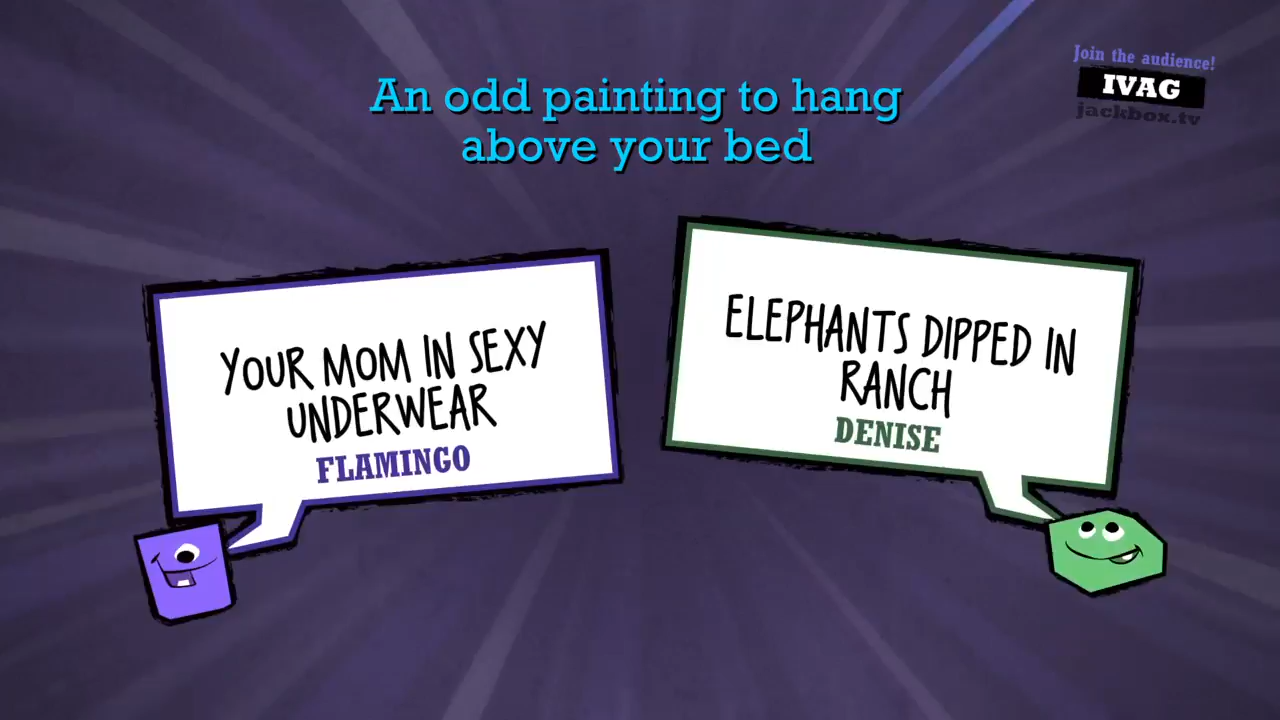 An odd painting to hang
above your bed
Join the audience!
IVAG
jackbox.tv
YOUR MOM IN SEXY
UNDERWEAR
FLAMINGO
ELEPHANTS DIPPED IN
RANCH
DENISE